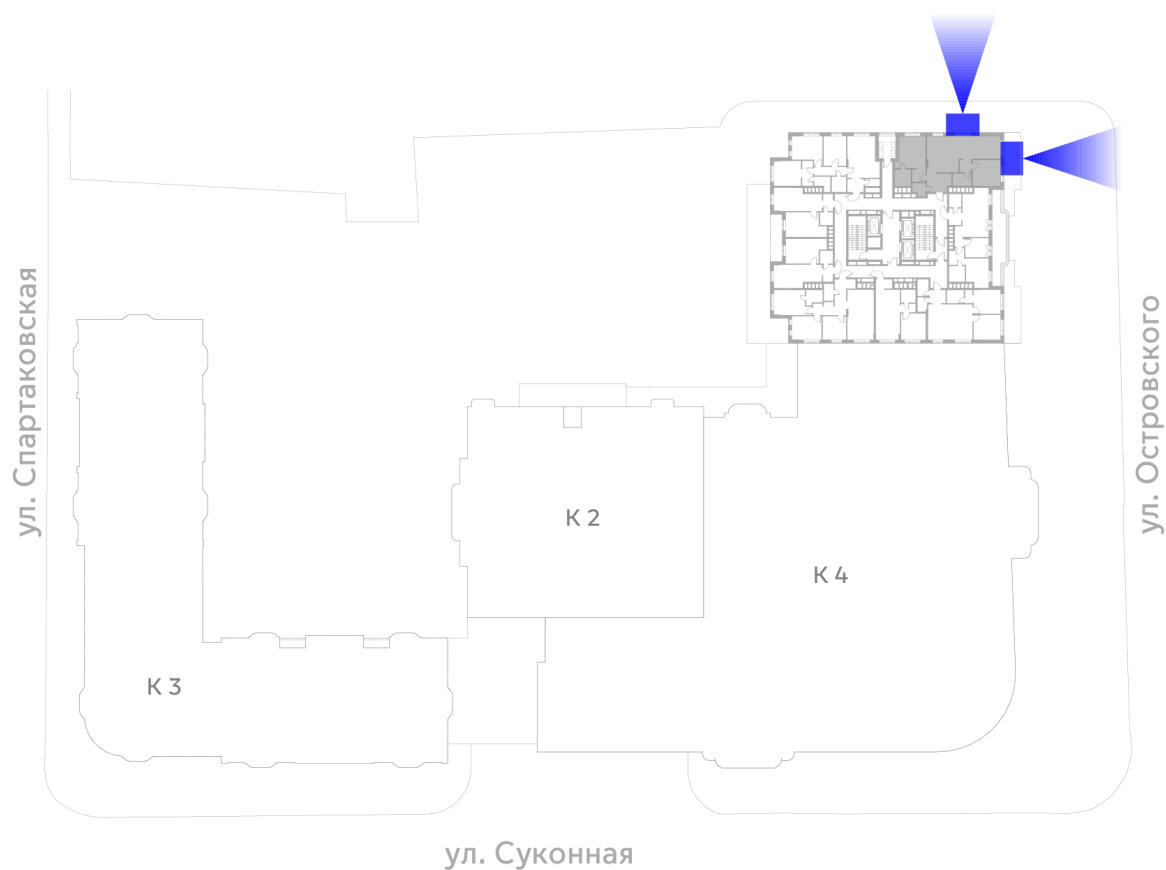 ул. Спартаковская
ул. Островского
К 2
К 4
К 3
ул. Суконная